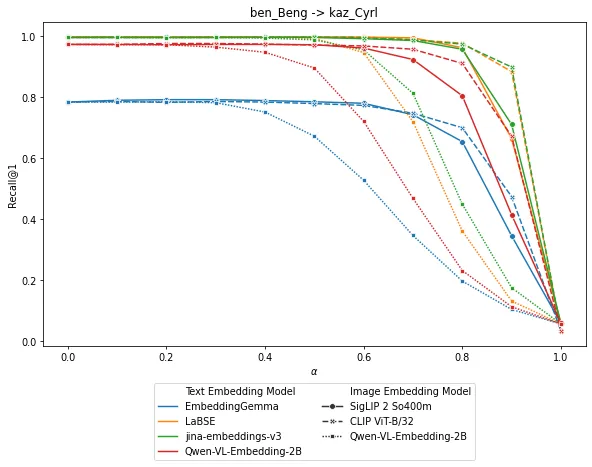 ben_Beng -> kaz_Cyrl
Recall@1
1.0
0.8
0.6
0.4
0.2
0.0
0.0 0.2 0.4 0.6 0.8 1.0
α
Text Embedding Model
EmbeddingGemma
LaBSE
jina-embeddings-v3
Qwen-VL-Embedding-2B
Image Embedding Model
SigLIP 2 So400m
CLIP ViT-B/32
Qwen-VL-Embedding-2B